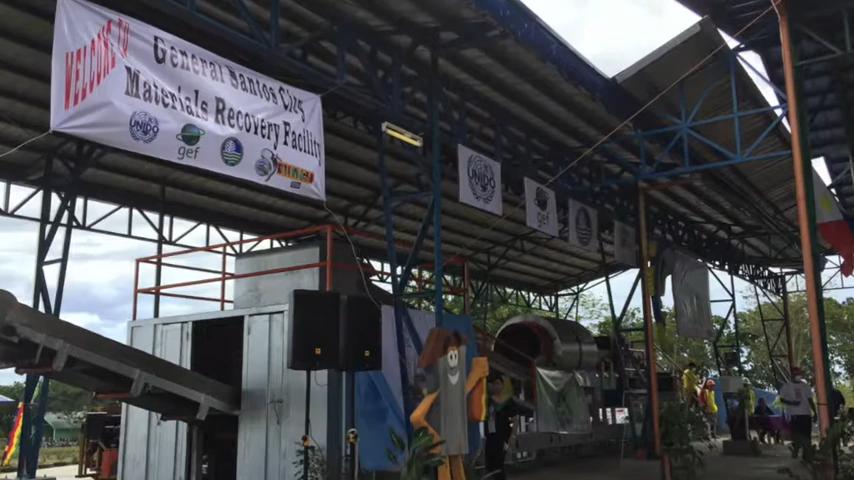 WELCOME TO
General Santos City
Materials Recovery Facility
UNIDO
gef
UNIDO
gef